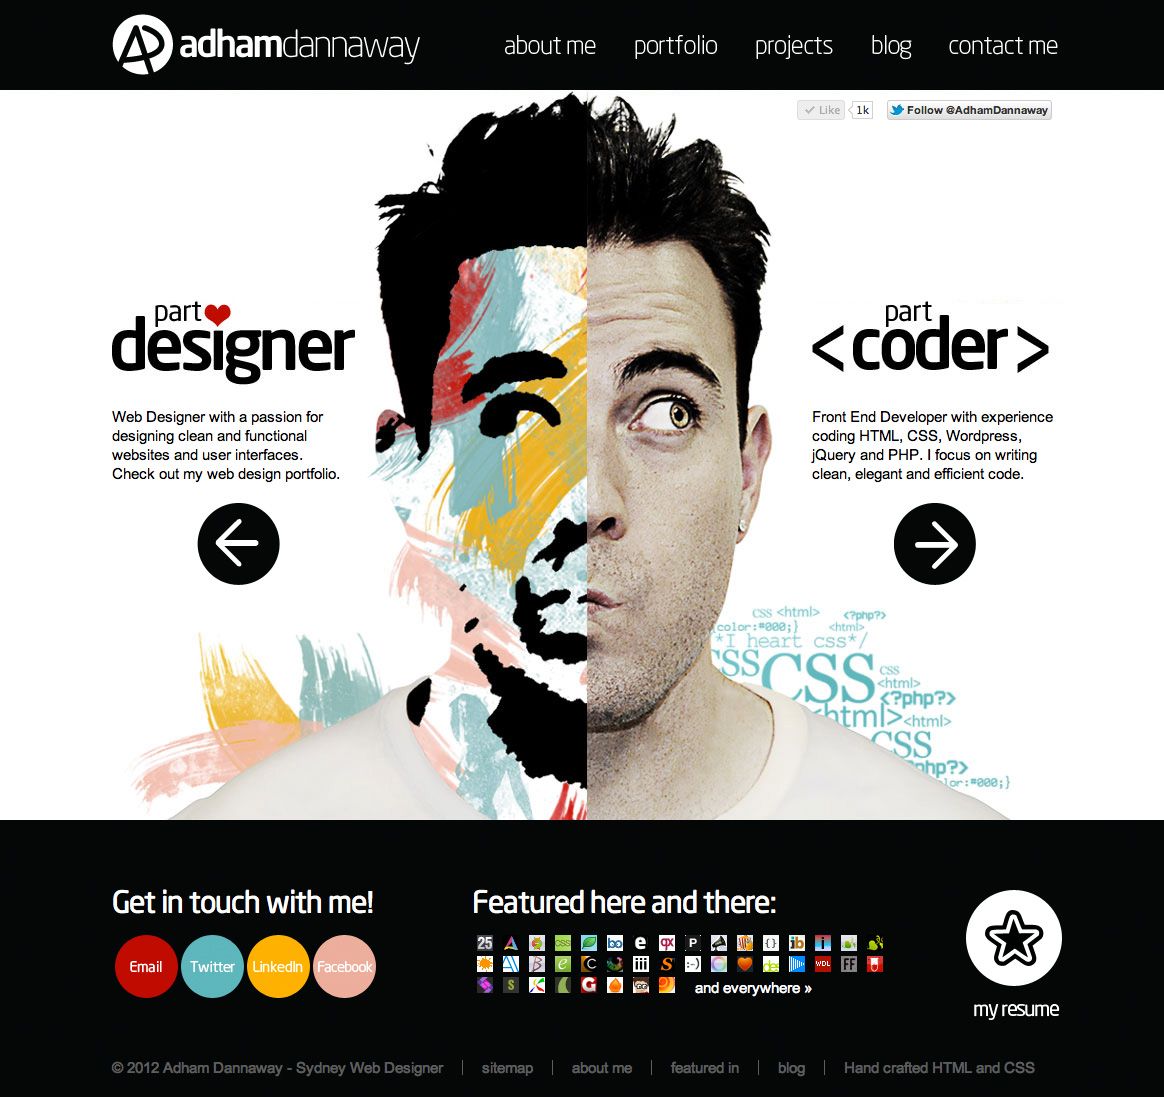 adhamdannaway
about me
portfolio
projects
blog
contact me
Like
1k
Follow @AdhamDannaway
part
designer
Web Designer with a passion for
designing clean and functional
websites and user interfaces.
Check out my web design portfolio.
part
<coder>
Front End Developer with experience
coding HTML, CSS, Wordpress,
jQuery and PHP. I focus on writing
clean, elegant and efficient code.
css <html> <?php?>
color:#000;} <html>
*I heart css*/
CSS CSS css
<html>
<?php?>
html> <html>
CSS
php?>
lor:#000;}
Get in touch with me!
Email
Twitter
LinkedIn
Facebook
Featured here and there:
and everywhere »
my resume
© 2012 Adham Dannaway - Sydney Web Designer
sitemap
about me
featured in
blog
Hand crafted HTML and CSS